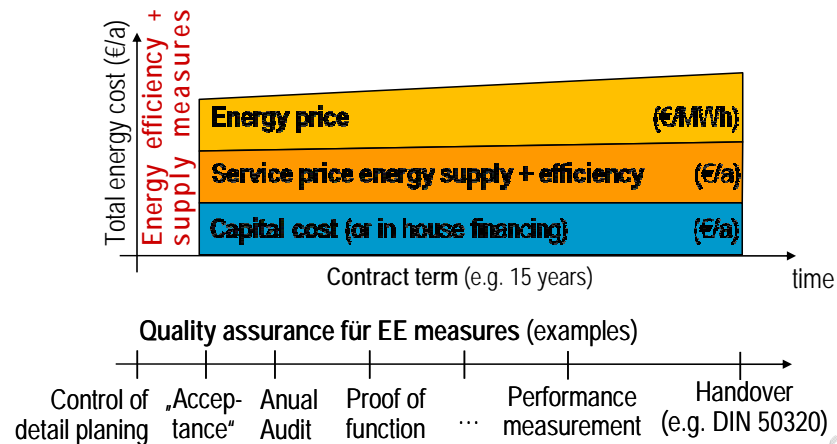 Total energy cost (€/a)
Energy efficiency +
supply measures
Energy price (€/MWh)
Service price energy supply + efficiency (€/a)
Capital cost (or in house financing) (€/a)
Contract term (e.g. 15 years)
time
Quality assurance für EE measures (examples)
Control of
detail planing
„Accep-
tance“
Anual
Audit
Proof of
function
...
Performance
measurement
Handover
(e.g. DIN 50320)